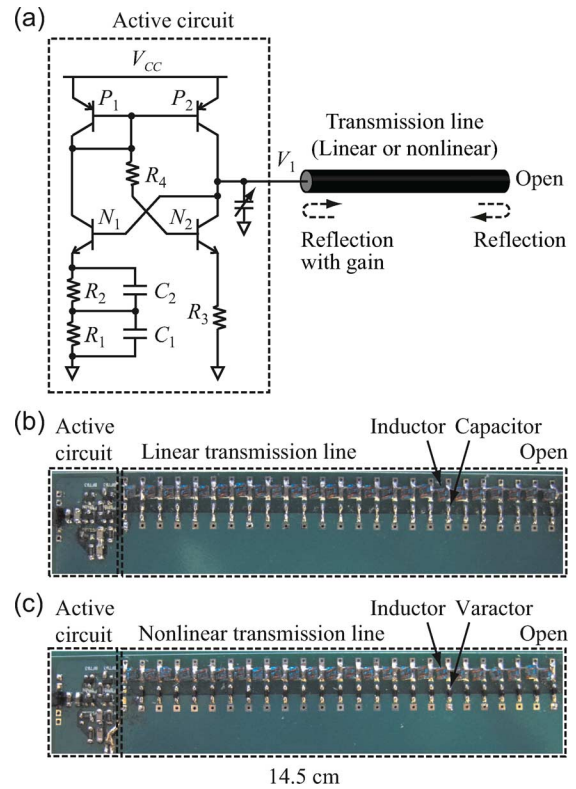 (a)
Active circuit
V_CC
P_1
P_2
Transmission line
(Linear or nonlinear)
V_1
Open
R_4
N_1
N_2
Reflection
with gain
Reflection
R_2
C_2
R_3
R_1
C_1
(b)
Active
circuit
Linear transmission line
Inductor
Capacitor
Open
(c)
Active
circuit
Nonlinear transmission line
Inductor
Varactor
Open
14.5 cm